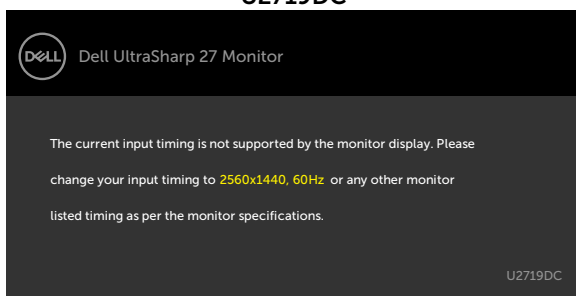 U2719DC
DELL
Dell UltraSharp 27 Monitor
The current input timing is not supported by the monitor display. Please
change your input timing to 2560x1440, 60Hz or any other monitor
listed timing as per the monitor specifications.
U2719DC